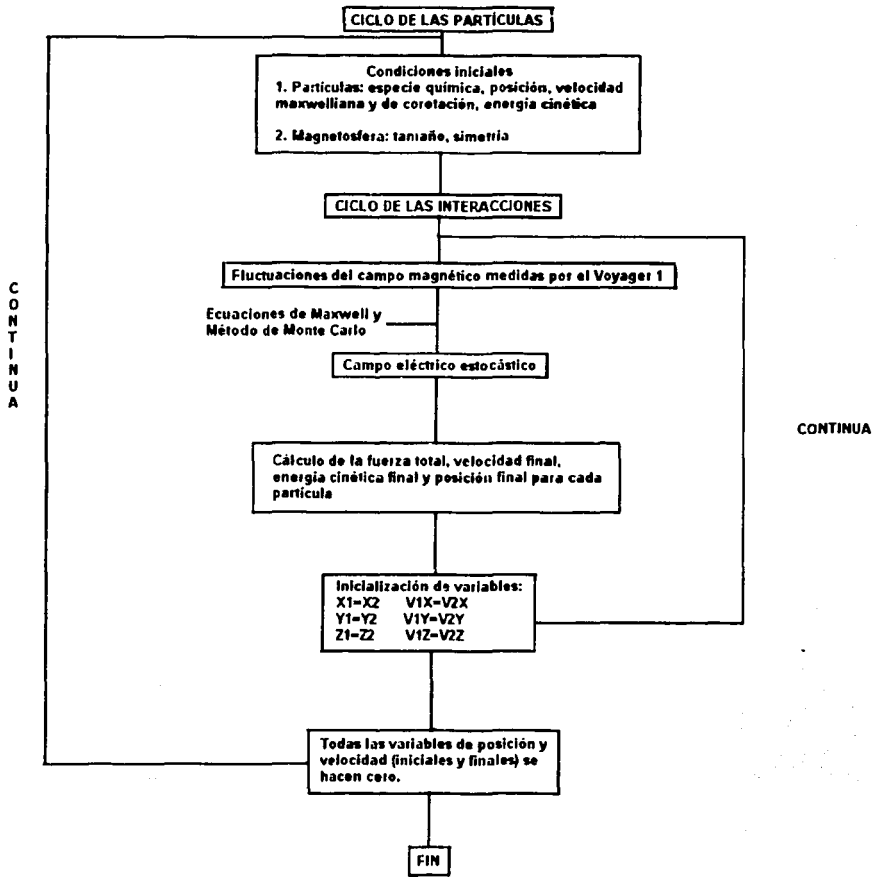 CICLO DE LAS PARTÍCULAS
Condiciones iniciales
1. Partículas: especie química, posición, velocidad
maxwelliana y de corotación, energía cinética
2. Magnetosfera: tamaño, simetría
CICLO DE LAS INTERACCIONES
Fluctuaciones del campo magnético medidas por el Voyager 1
Ecuaciones de Maxwell y
Método de Monte Carlo
Campo eléctrico estocástico
CONTINUA
CONTINUA
Cálculo de la fuerza total, velocidad final,
energía cinética final y posición final para cada
partícula
Inicialización de variables:
X1=X2 V1X=V2X
Y1=Y2 V1Y=V2Y
Z1=Z2 V1Z=V2Z
Todas las variables de posición y
velocidad (iniciales y finales) se
hacen cero.
FIN